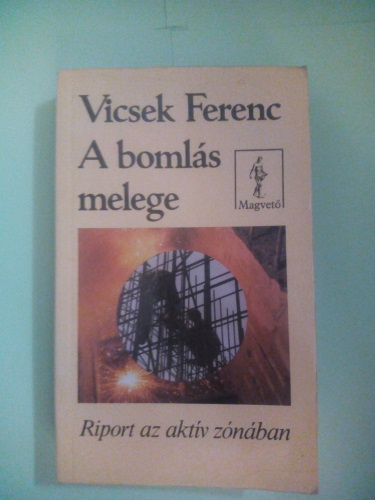 Vicsek Ferenc
A bomlás
melege
Magvető
Riport az aktív zónában